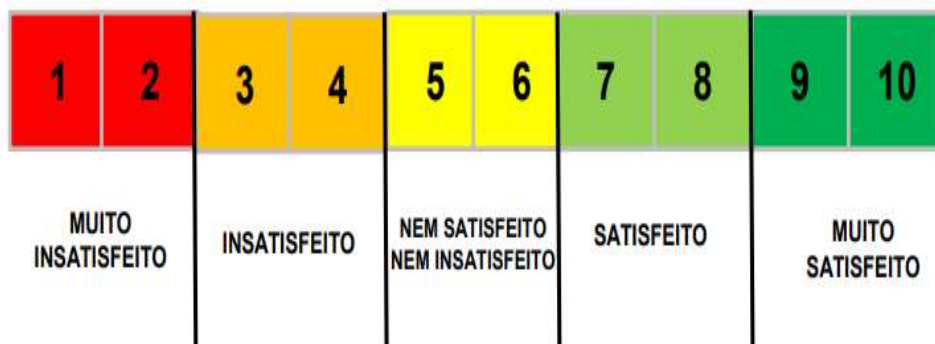 1 2 3 4 5 6 7 8 9 10
MUITO
INSATISFEITO
INSATISFEITO
NEM SATISFEITO
NEM INSATISFEITO
SATISFEITO
MUITO
SATISFEITO